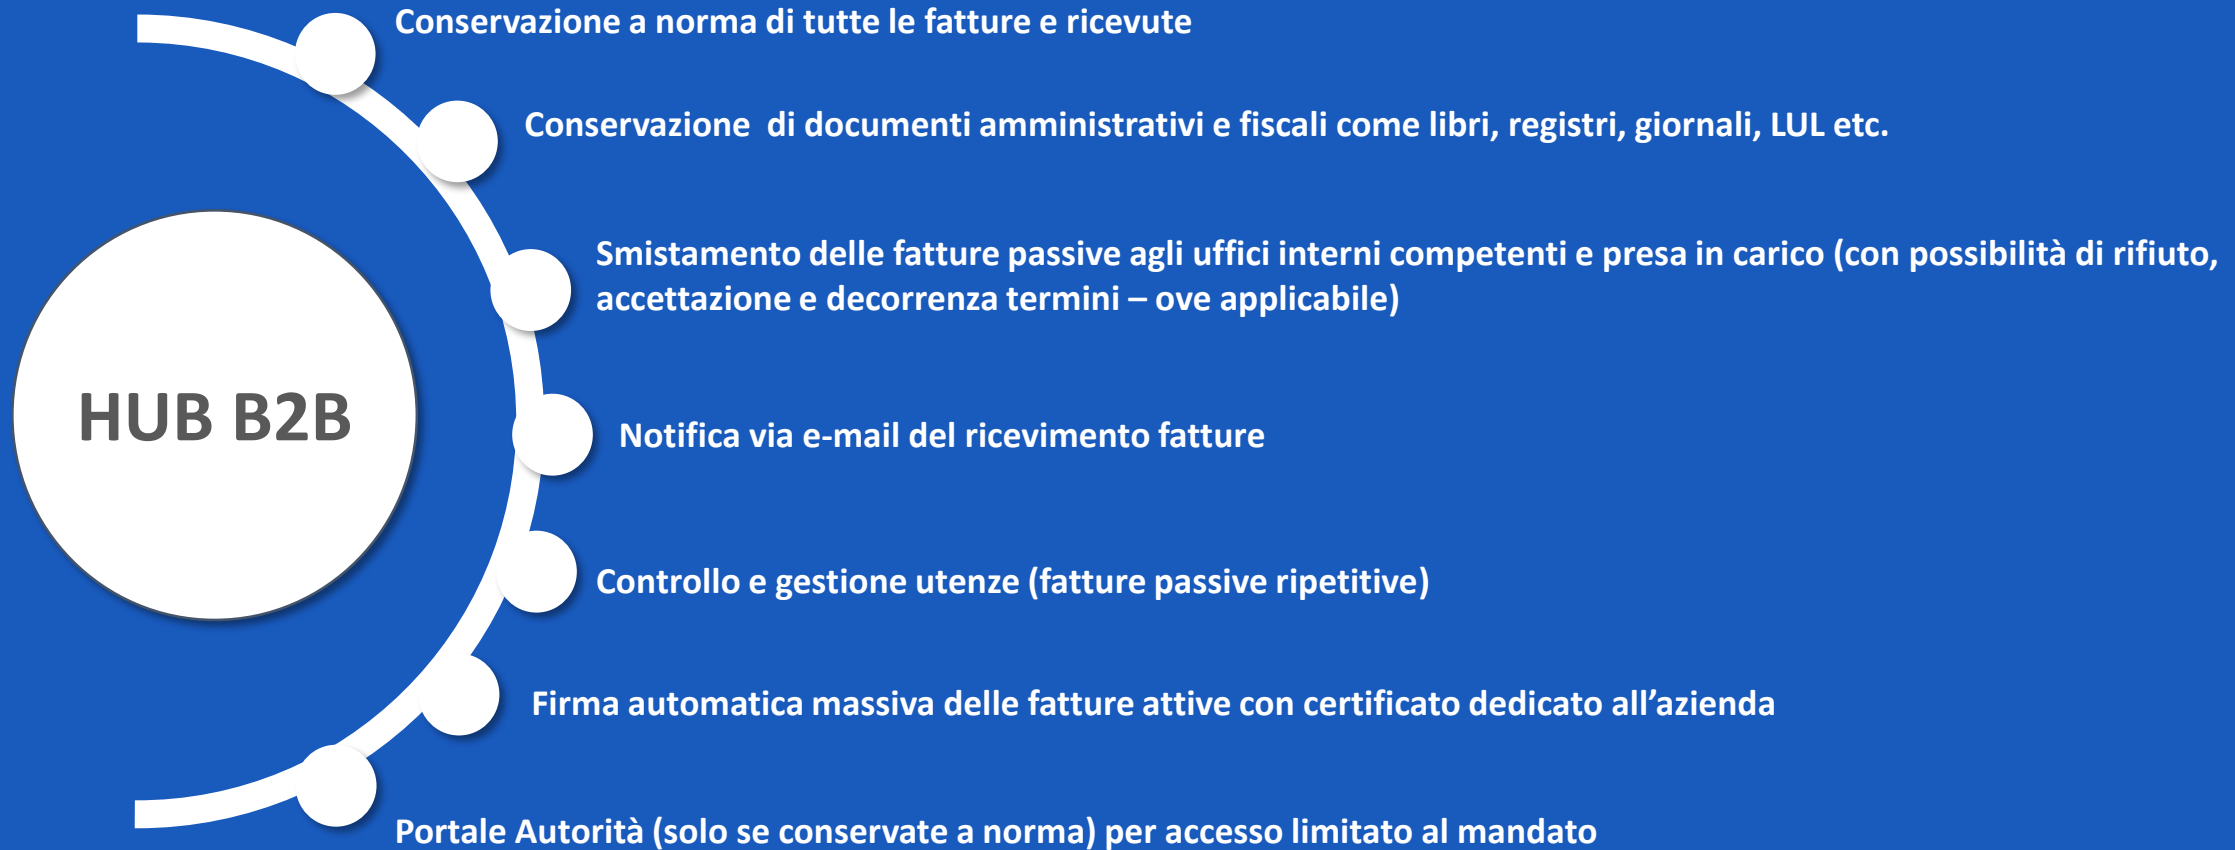 Conservazione a norma di tutte le fatture e ricevute
Conservazione di documenti amministrativi e fiscali come libri, registri, giornali, LUL etc.
Smistamento delle fatture passive agli uffici interni competenti e presa in carico (con possibilità di rifiuto,
accettazione e decorrenza termini – ove applicabile)
HUB B2B
Notifica via e-mail del ricevimento fatture
Controllo e gestione utenze (fatture passive ripetitive)
Firma automatica massiva delle fatture attive con certificato dedicato all’azienda
Portale Autorità (solo se conservate a norma) per accesso limitato al mandato